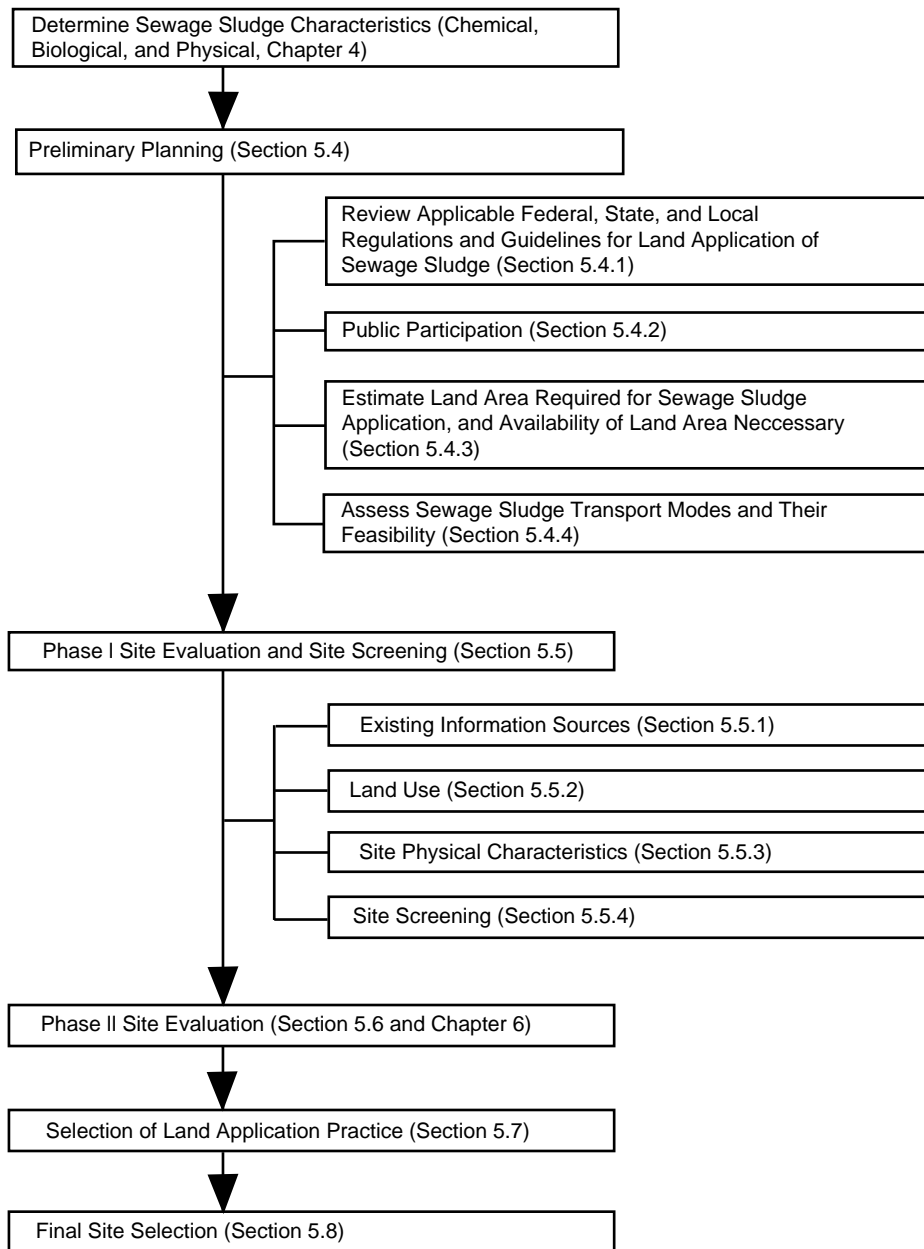 Determine Sewage Sludge Characteristics (Chemical,
Biological, and Physical, Chapter 4)
Preliminary Planning (Section 5.4)
Review Applicable Federal, State, and Local
Regulations and Guidelines for Land Application of
Sewage Sludge (Section 5.4.1)
Public Participation (Section 5.4.2)
Estimate Land Area Required for Sewage Sludge
Application, and Availability of Land Area Neccessary
(Section 5.4.3)
Assess Sewage Sludge Transport Modes and Their
Feasibility (Section 5.4.4)
Phase I Site Evaluation and Site Screening (Section 5.5)
Existing Information Sources (Section 5.5.1)
Land Use (Section 5.5.2)
Site Physical Characteristics (Section 5.5.3)
Site Screening (Section 5.5.4)
Phase II Site Evaluation (Section 5.6 and Chapter 6)
Selection of Land Application Practice (Section 5.7)
Final Site Selection (Section 5.8)